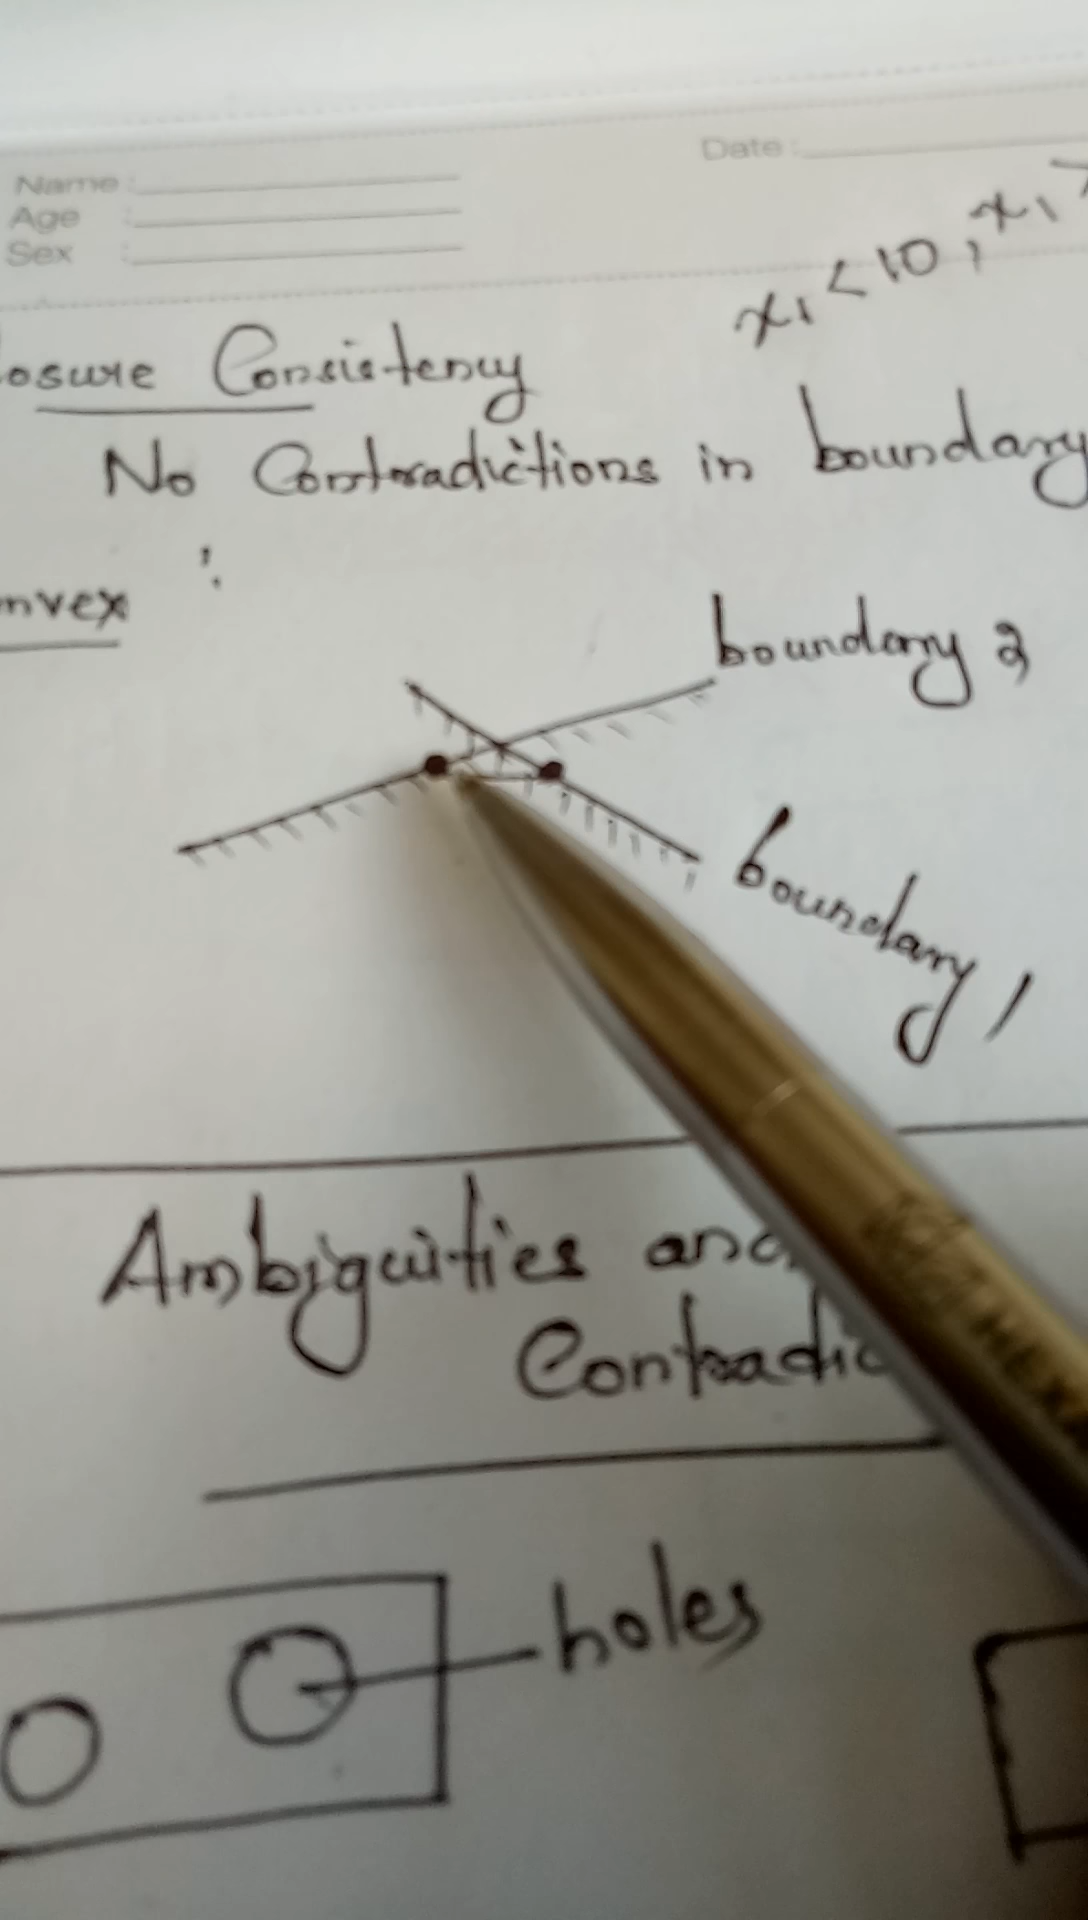 Date :
Name :
Age :
Sex :
x1 < 10, x1 >
losure Consistency
No Contradictions in boundary
nvex :
boundary 2
boundary 1
Ambiguities and
Contradic
holes